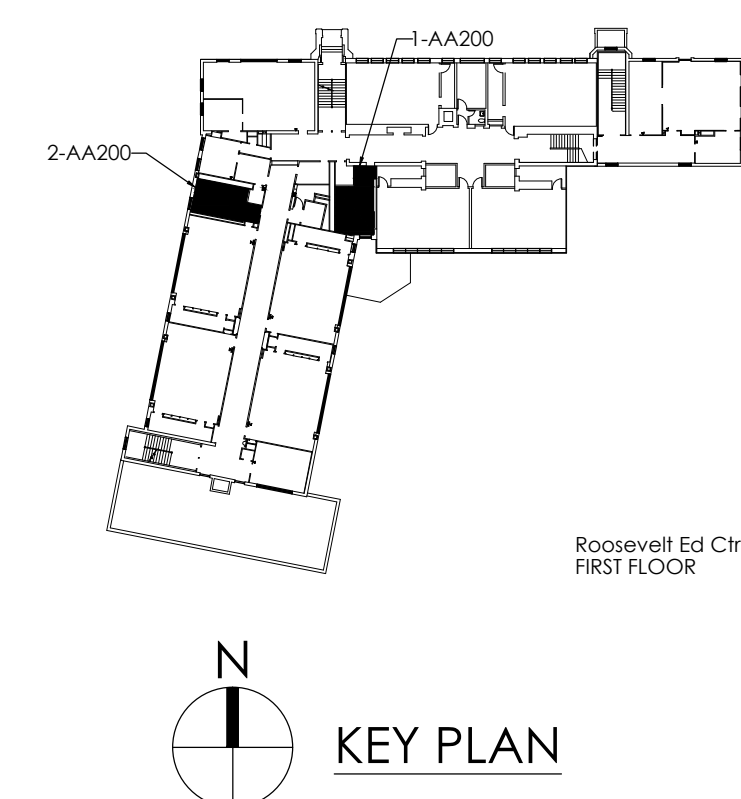 1-AA200
2-AA200
Roosevelt Ed Ctr
FIRST FLOOR
N
KEY PLAN